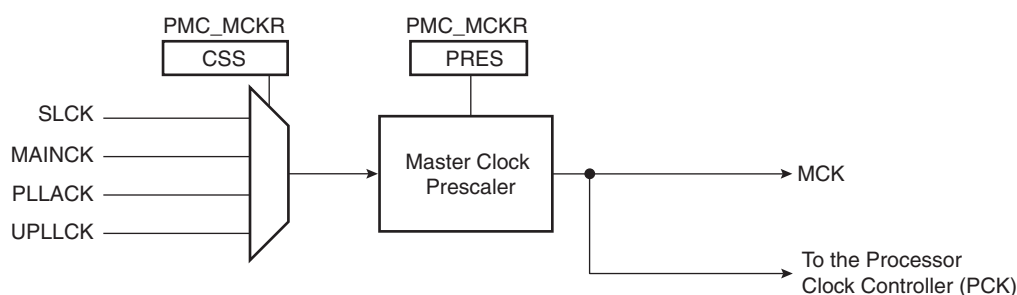 PMC_MCKR
PMC_MCKR
CSS
PRES
SLCK
MAINCK
PLLACK
UPLLCK
Master Clock
Prescaler
MCK
To the Processor
Clock Controller (PCK)